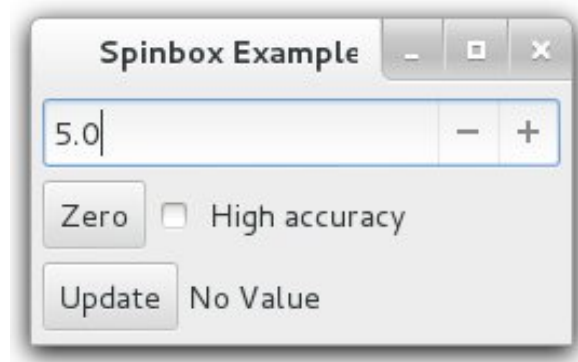 Spinbox Example
5.0
Zero High accuracy
Update No Value